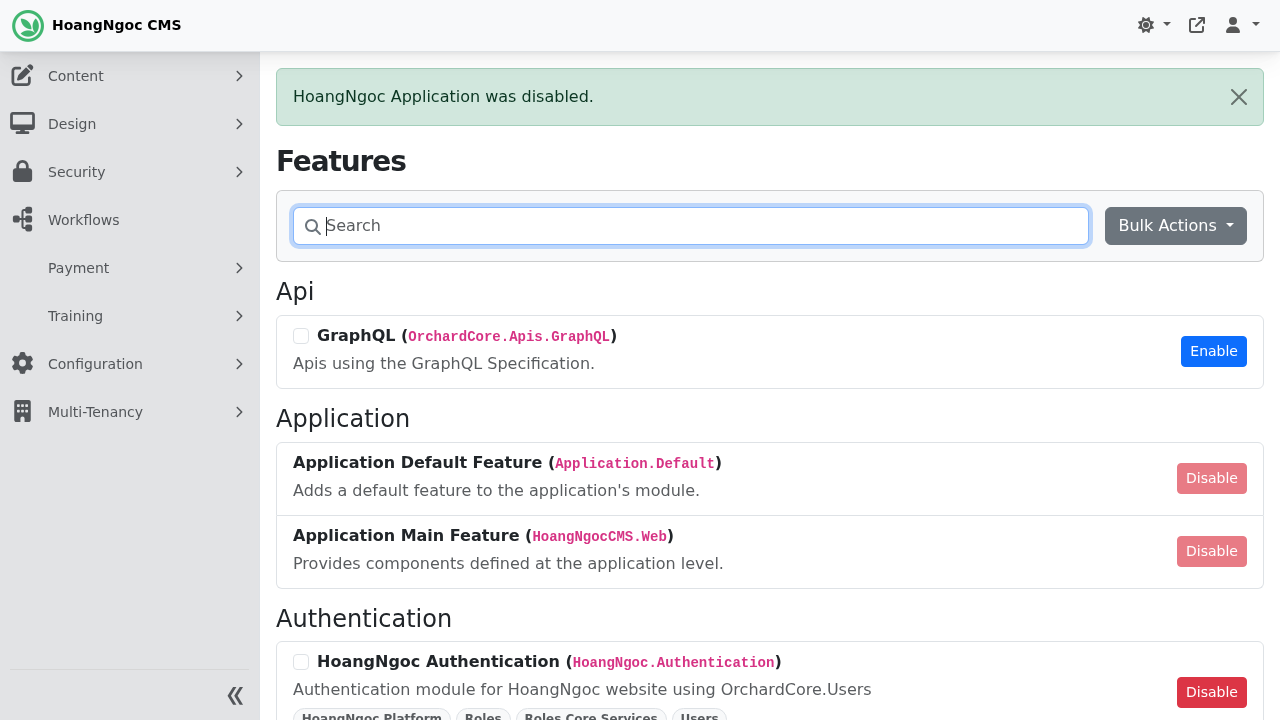 HoangNgoc CMS
Content
Design
Security
Workflows
Payment
Training
Configuration
Multi-Tenancy
HoangNgoc Application was disabled.
Features
Search
Bulk Actions
Api
GraphQL (OrchardCore.Apis.GraphQL)
Apis using the GraphQL Specification.
Enable
Application
Application Default Feature (Application.Default)
Adds a default feature to the application's module.
Disable
Application Main Feature (HoangNgocCMS.Web)
Provides components defined at the application level.
Disable
Authentication
HoangNgoc Authentication (HoangNgoc.Authentication)
Authentication module for HoangNgoc website using OrchardCore.Users
Disable
HoangNgoc Platform Roles Roles Core Services Users